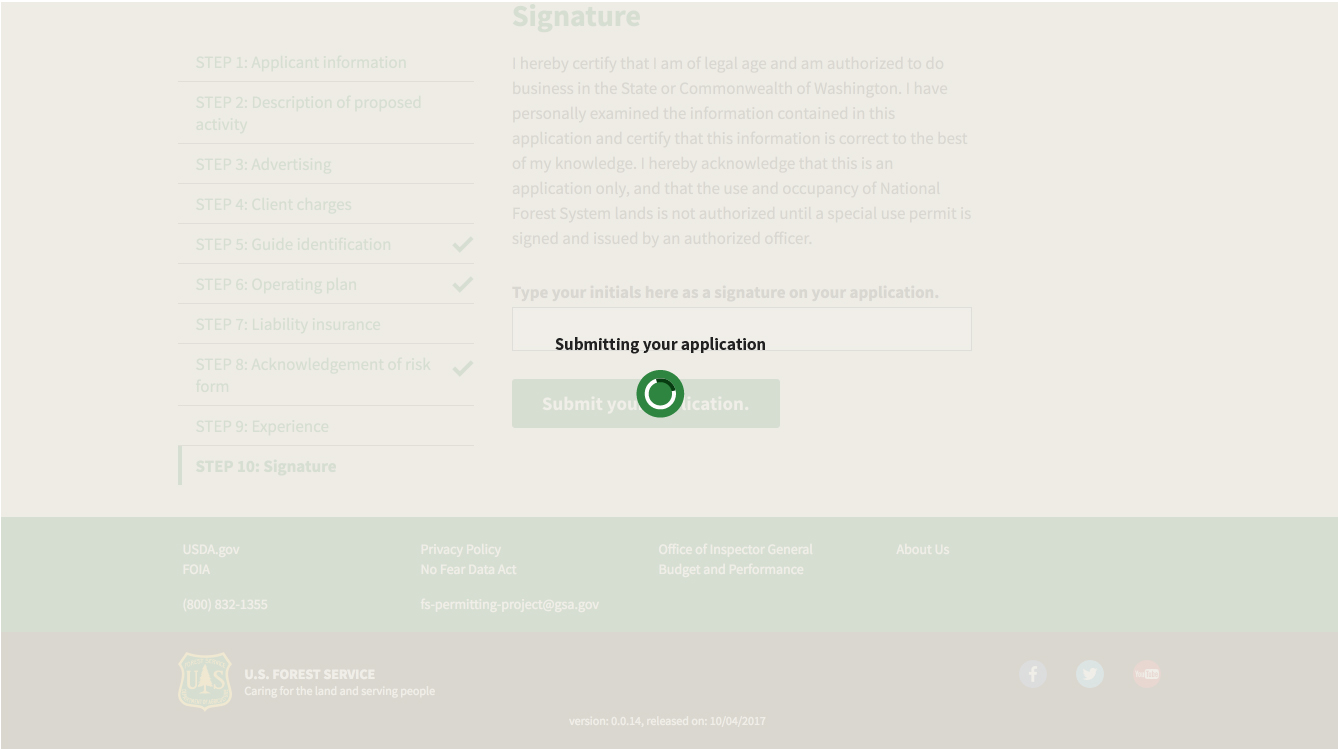 Signature
STEP 1: Applicant information
STEP 2: Description of proposed
activity
STEP 3: Advertising
STEP 4: Client charges
STEP 5: Guide identification
STEP 6: Operating plan
STEP 7: Liability insurance
STEP 8: Acknowledgement of risk
form
STEP 9: Experience
STEP 10: Signature
I hereby certify that I am of legal age and am authorized to do
business in the State or Commonwealth of Washington. I have
personally examined the information contained in this
application and certify that this information is correct to the best
of my knowledge. I hereby acknowledge that this is an
application only, and that the use and occupancy of National
Forest System lands is not authorized until a special use permit is
signed and issued by an authorized officer.
Type your initials here as a signature on your application.
Submitting your application
Submit you ication.
USDA.gov
FOIA
(800) 832-1355
Privacy Policy
No Fear Data Act
fs-permitting-project@gsa.gov
Office of Inspector General
Budget and Performance
About Us
FOREST SERVICE
U S
U.S. FOREST SERVICE
Caring for the land and serving people
YouTube
version: 0.0.14, released on: 10/04/2017